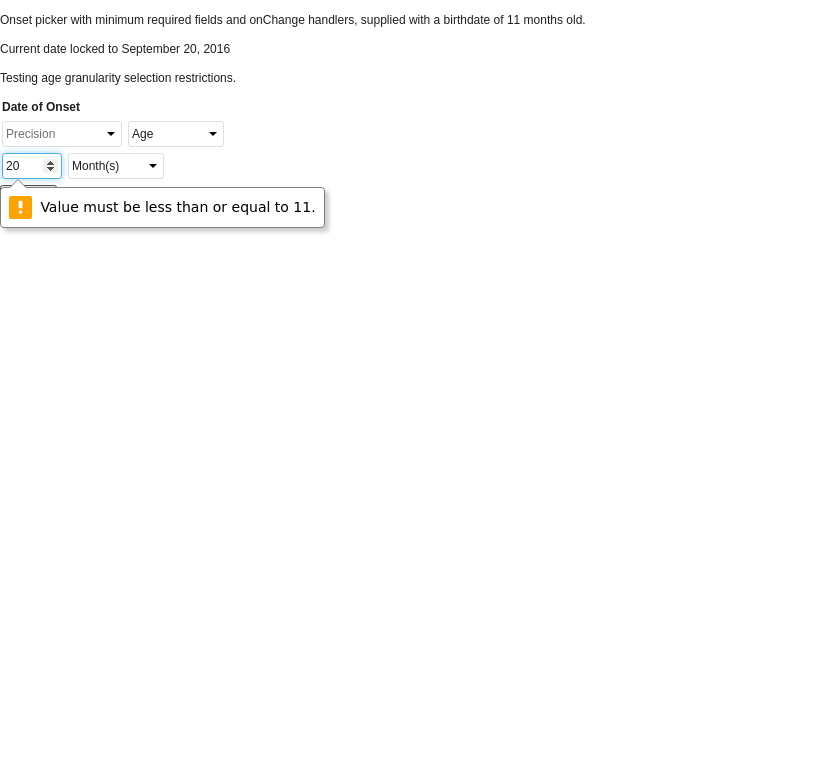 Onset picker with minimum required fields and onChange handlers, supplied with a birthdate of 11 months old.
Current date locked to September 20, 2016
Testing age granularity selection restrictions.
Date of Onset
Precision Age
20 Month(s)
Value must be less than or equal to 11.